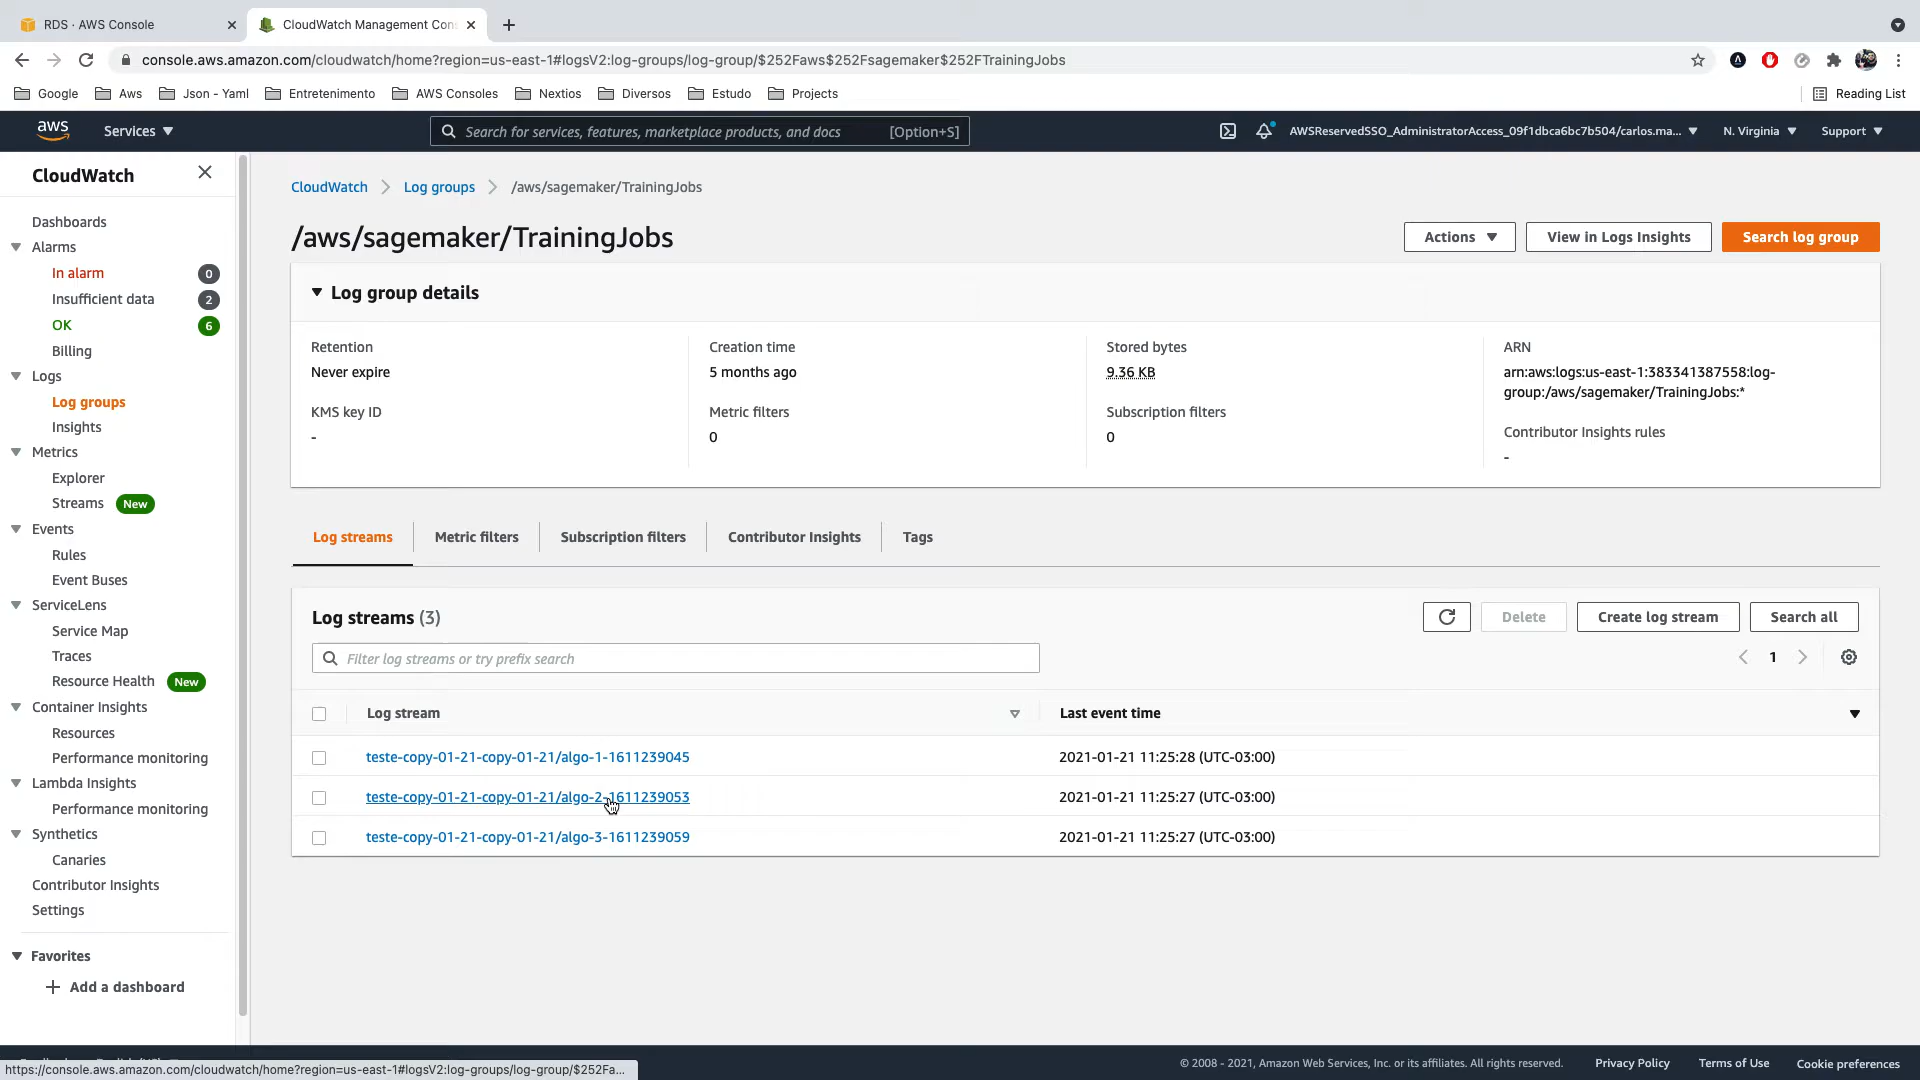 RDS · AWS Console
CloudWatch Management Con
console.aws.amazon.com/cloudwatch/home?region=us-east-1#logsV2:log-groups/log-group/$252Faws$252Fsagemaker$252FTrainingJobs
Google
Aws
Json - Yaml
Entretenimento
AWS Consoles
Nextios
Diversos
Estudo
Projects
Reading List
aws
Services
Search for services, features, marketplace products, and docs
[Option+S]
AWSReservedSSO_AdministratorAccess_09f1dbca6bc7b504/carlos.ma...
N. Virginia
Support
CloudWatch
Dashboards
Alarms
In alarm 0
Insufficient data 2
OK 6
Billing
Logs
Log groups
Insights
Metrics
Explorer
Streams New
Events
Rules
Event Buses
ServiceLens
Service Map
Traces
Resource Health New
Container Insights
Resources
Performance monitoring
Lambda Insights
Performance monitoring
Synthetics
Canaries
Contributor Insights
Settings
Favorites
Add a dashboard
CloudWatch
Log groups
/aws/sagemaker/TrainingJobs
/aws/sagemaker/TrainingJobs
Actions
View in Logs Insights
Search log group
Log group details
Retention
Never expire
KMS key ID
-
Creation time
5 months ago
Metric filters
0
Stored bytes
9.36 KB
Subscription filters
0
ARN
arn:aws:logs:us-east-1:383341387558:log-
group:/aws/sagemaker/TrainingJobs:*
Contributor Insights rules
-
Log streams
Metric filters
Subscription filters
Contributor Insights
Tags
Log streams (3)
Delete
Create log stream
Search all
Filter log streams or try prefix search
1
Log stream
Last event time
teste-copy-01-21-copy-01-21/algo-1-1611239045
2021-01-21 11:25:28 (UTC-03:00)
teste-copy-01-21-copy-01-21/algo-2-1611239053
2021-01-21 11:25:27 (UTC-03:00)
teste-copy-01-21-copy-01-21/algo-3-1611239059
2021-01-21 11:25:27 (UTC-03:00)
https://console.aws.amazon.com/cloudwatch/home?region=us-east-1#logsV2:log-groups/log-group/$252Fa...
© 2008 - 2021, Amazon Web Services, Inc. or its affiliates. All rights reserved.
Privacy Policy
Terms of Use
Cookie preferences